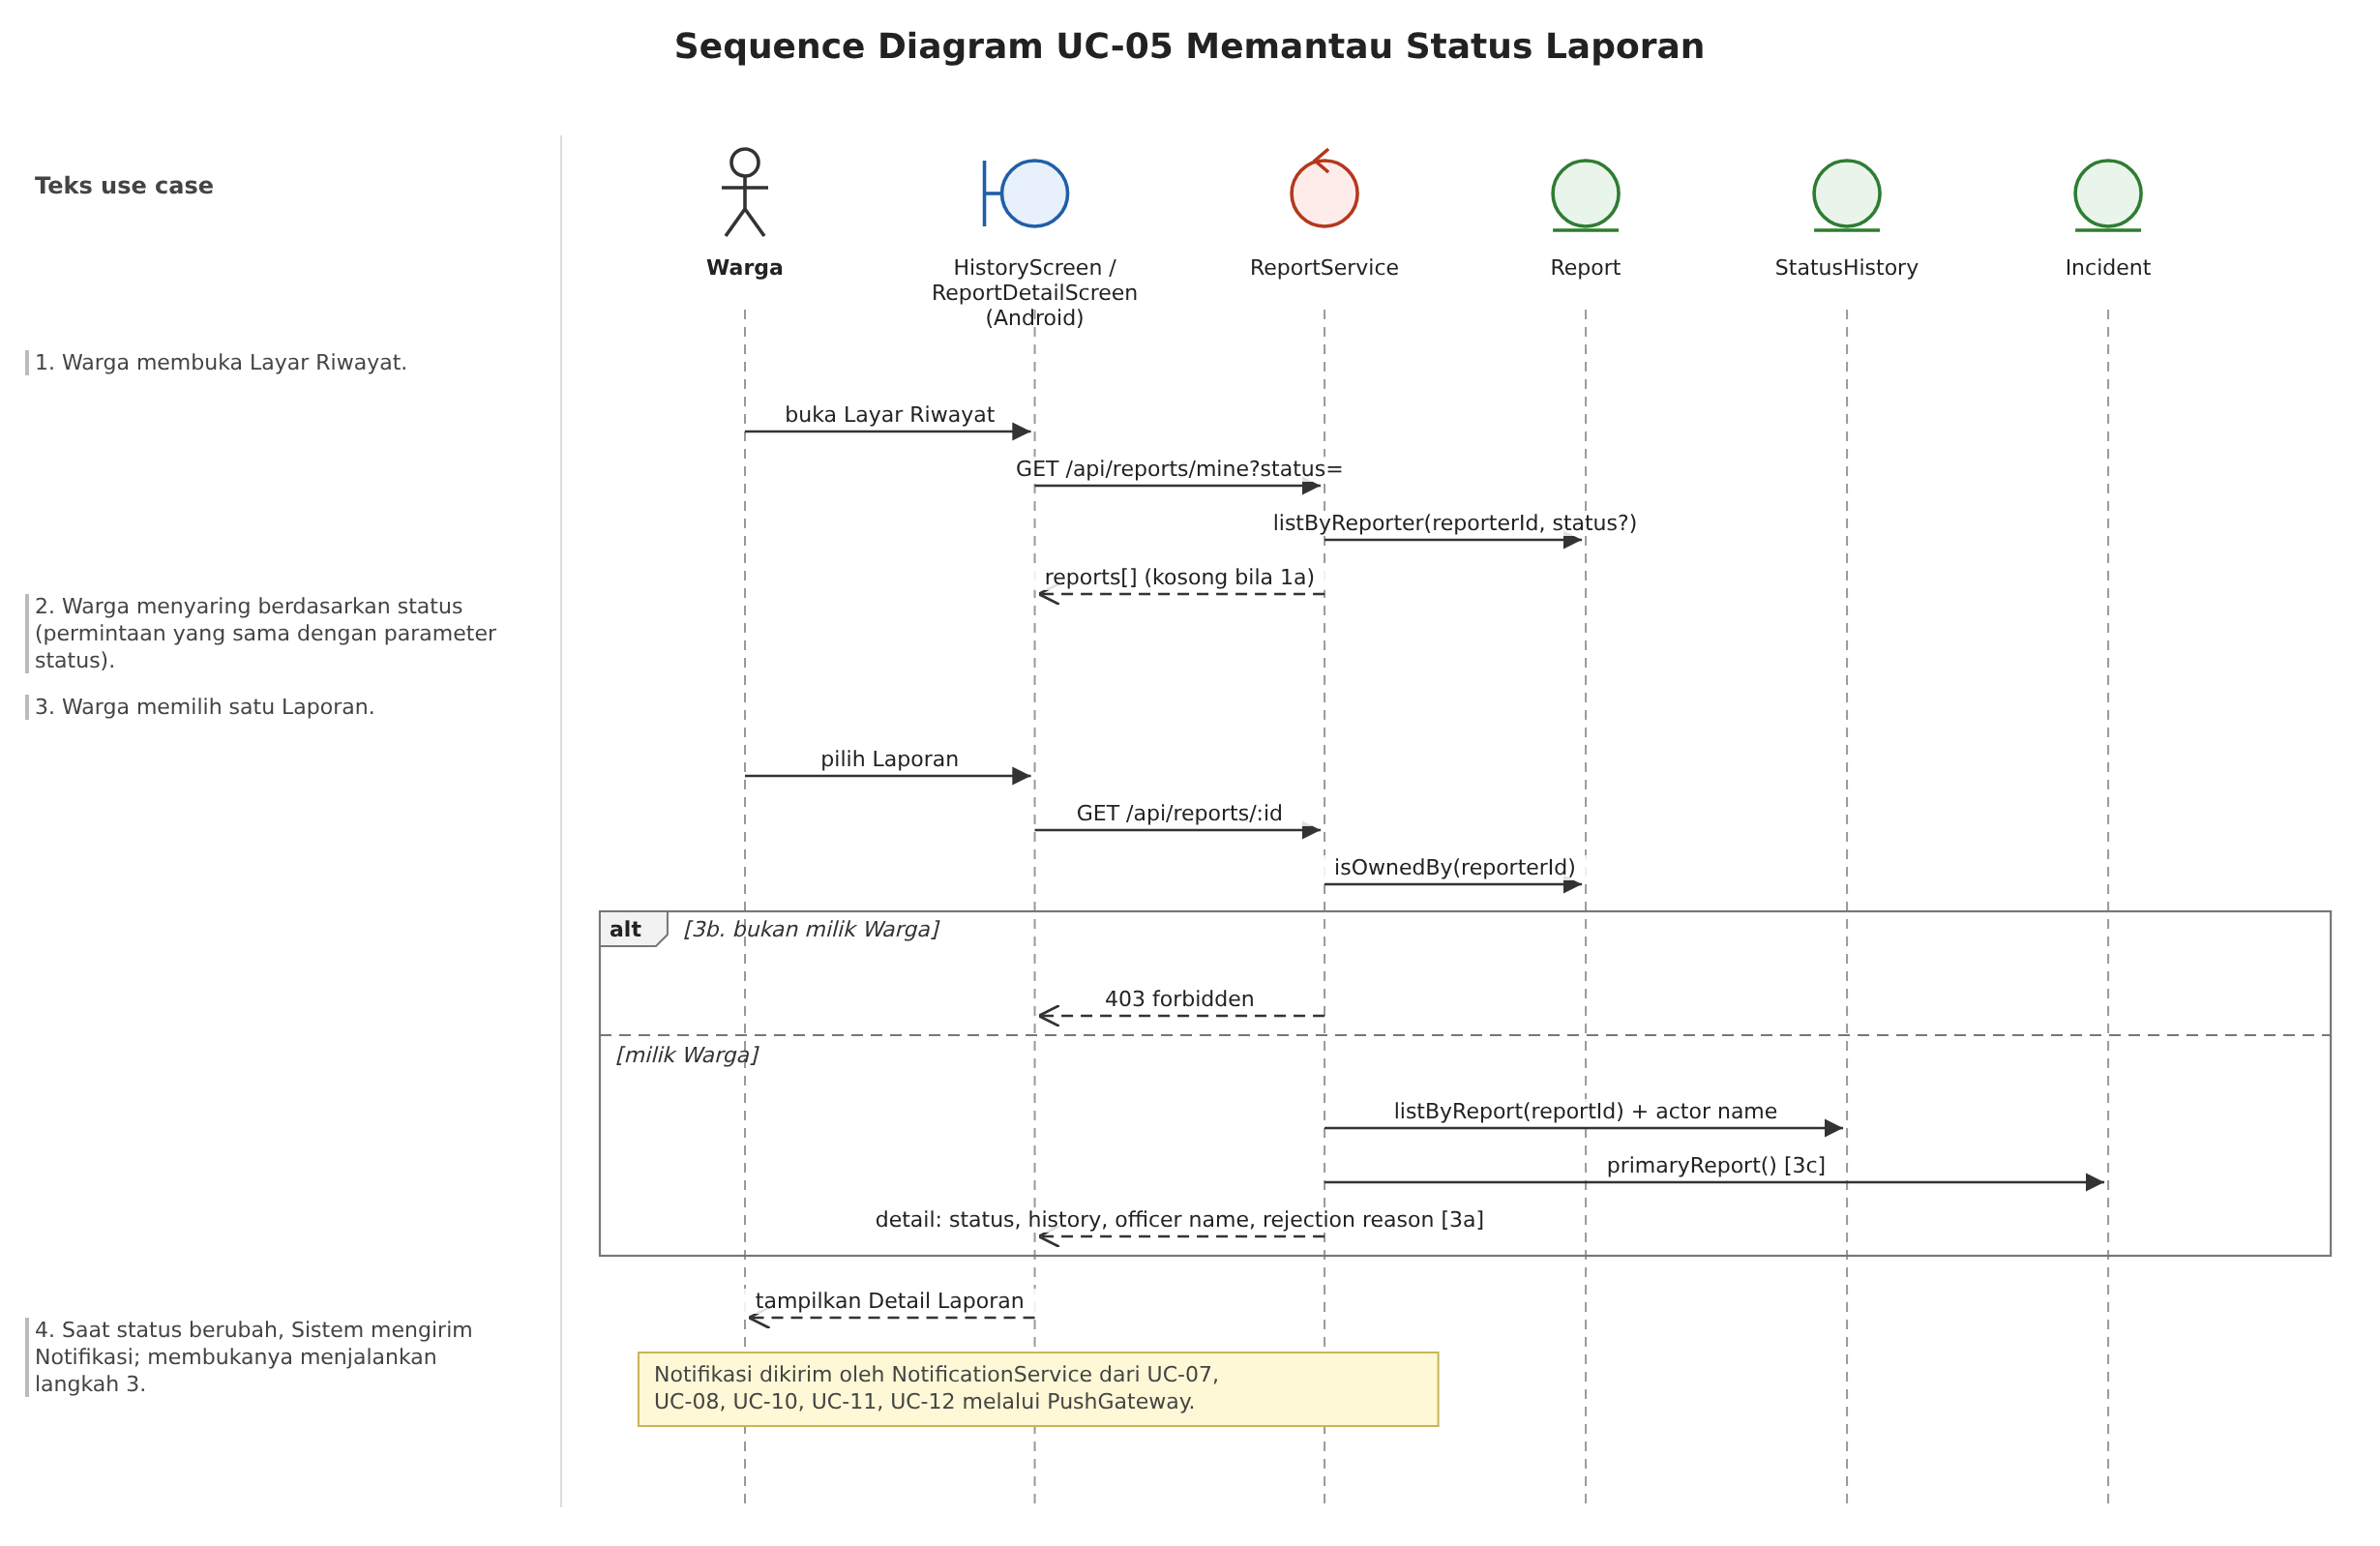 Sequence Diagram UC-05 Memantau Status Laporan
Teks use case
Warga
HistoryScreen /
ReportDetailScreen
(Android)
ReportService
Report
StatusHistory
Incident
1. Warga membuka Layar Riwayat.
buka Layar Riwayat
GET /api/reports/mine?status=
listByReporter(reporterId, status?)
reports[] (kosong bila 1a)
2. Warga menyaring berdasarkan status
(permintaan yang sama dengan parameter
status).
3. Warga memilih satu Laporan.
pilih Laporan
GET /api/reports/:id
isOwnedBy(reporterId)
alt [3b. bukan milik Warga]
403 forbidden
[milik Warga]
listByReport(reportId) + actor name
primaryReport() [3c]
detail: status, history, officer name, rejection reason [3a]
tampilkan Detail Laporan
4. Saat status berubah, Sistem mengirim
Notifikasi; membukanya menjalankan
langkah 3.
Notifikasi dikirim oleh NotificationService dari UC-07,
UC-08, UC-10, UC-11, UC-12 melalui PushGateway.